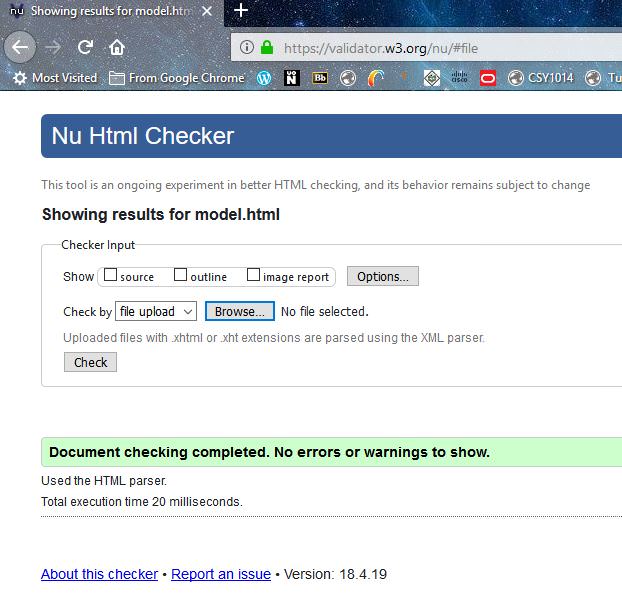 nu Showing results for model.htm
https://validator.w3.org/nu/#file
Most Visited From Google Chrome Bb CSY1014 Tu
Nu Html Checker
This tool is an ongoing experiment in better HTML checking, and its behavior remains subject to change
Showing results for model.html
Checker Input
Show source outline image report Options...
Check by file upload Browse... No file selected.
Uploaded files with .xhtml or .xht extensions are parsed using the XML parser.
Check
Document checking completed. No errors or warnings to show.
Used the HTML parser.
Total execution time 20 milliseconds.
About this checker • Report an issue • Version: 18.4.19